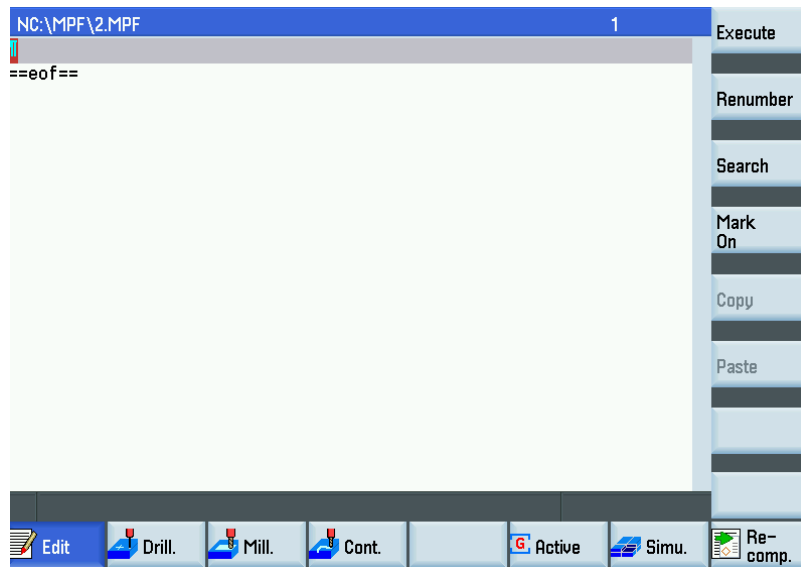 NC:\MPF\2.MPF 1
¶
==eof==
Execute
Renumber
Search
Mark
On
Copy
Paste
Edit
Drill.
Mill.
Cont.
G Active
Simu.
Re-
comp.